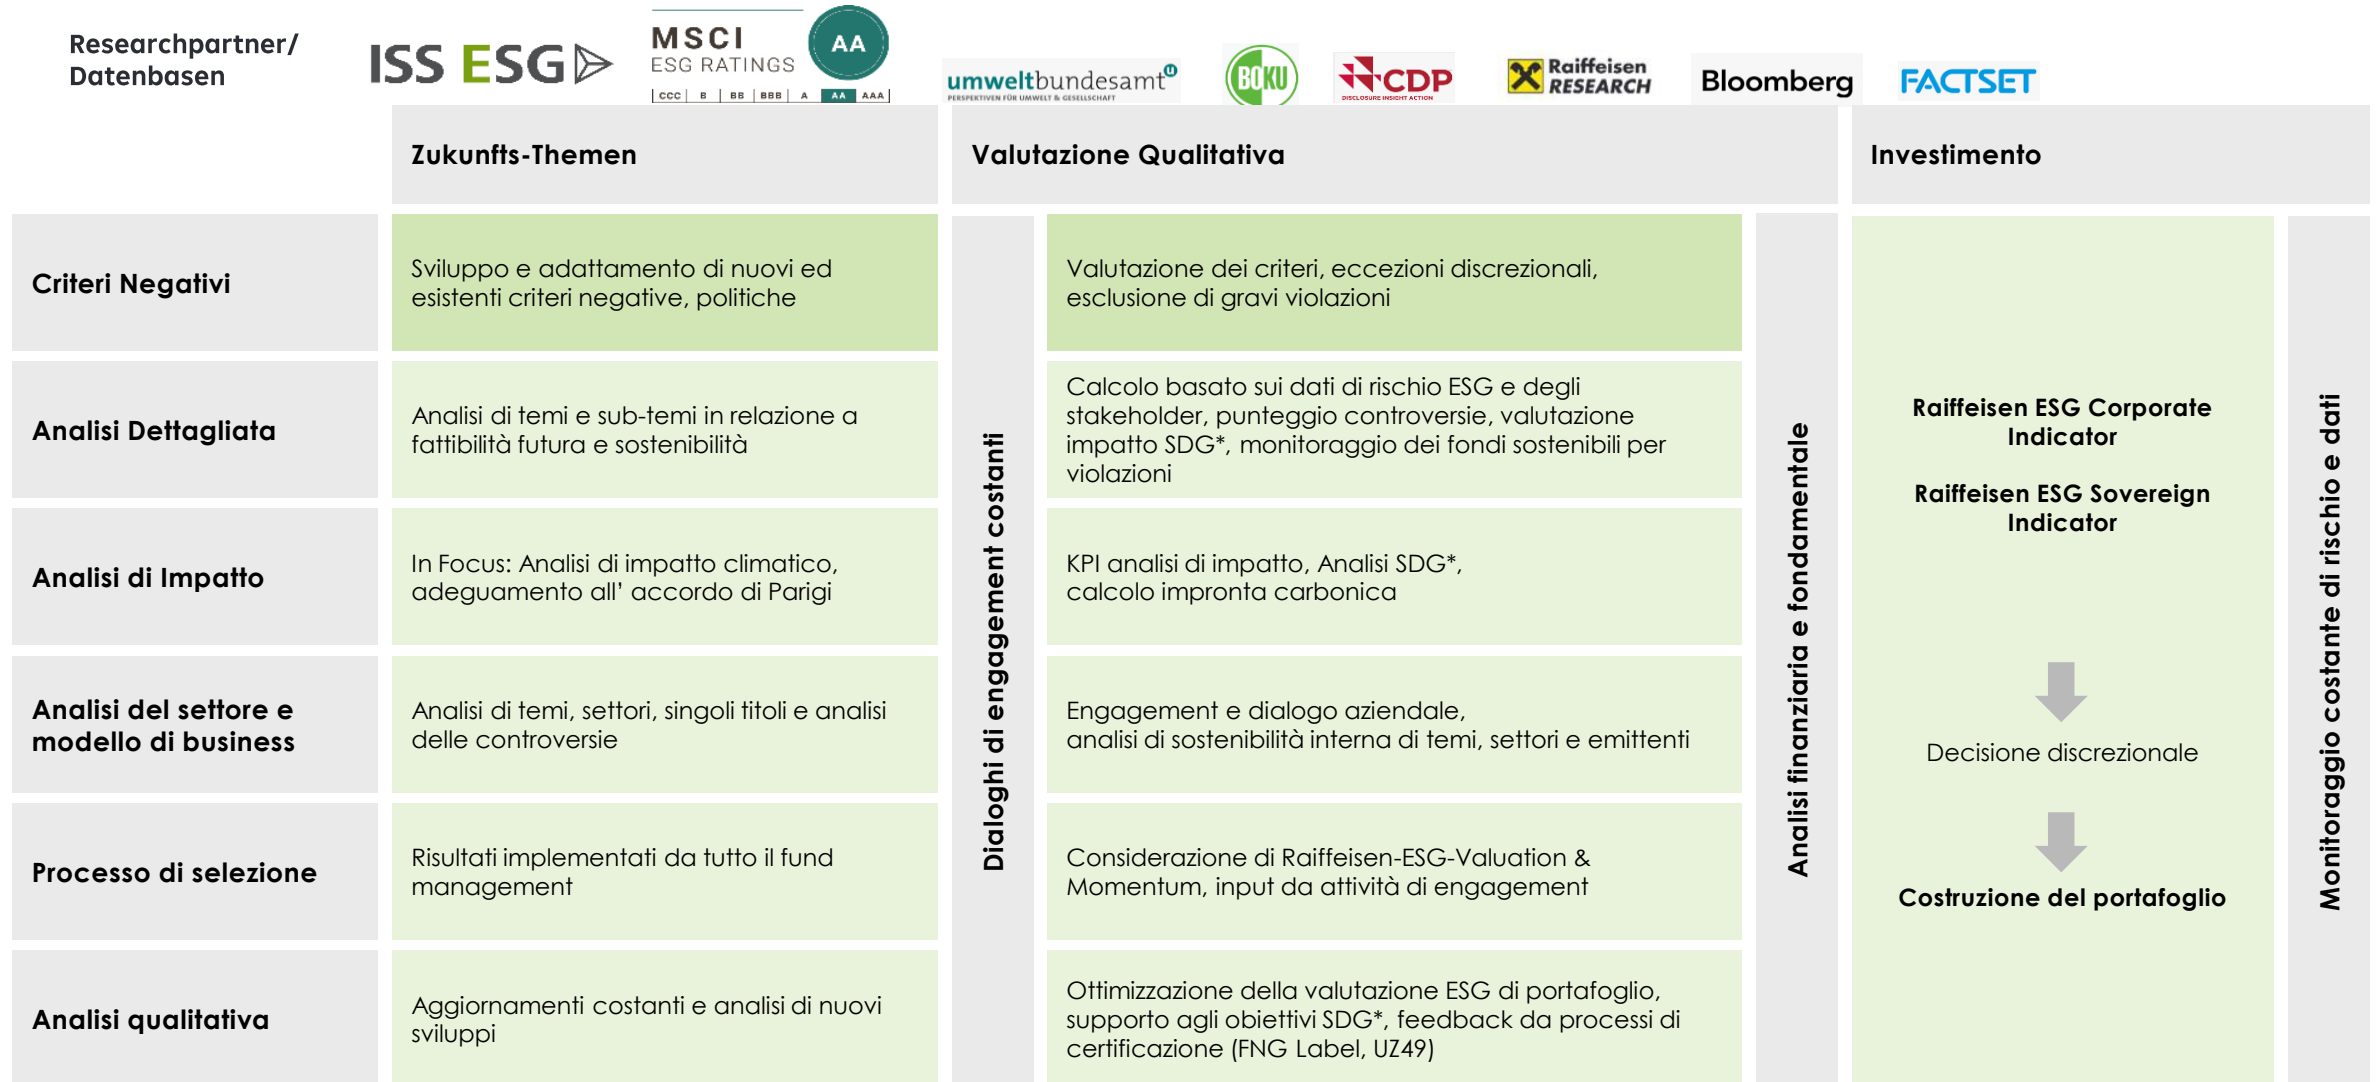 Researchpartner/
Datenbasen
ISS ESG
MSCI
ESG RATINGS
AA
CCC B BB BBB A AA AAA
umweltbundesamt
PERSPEKTIVEN FÜR UMWELT & GESELLSCHAFT
BOKU
CDP
DISCLOSURE INSIGHT ACTION
Raiffeisen
RESEARCH
Bloomberg
FACTSET
Zukunfts-Themen
Valutazione Qualitativa
Investimento
Criteri Negativi
Sviluppo e adattamento di nuovi ed
esistenti criteri negative, politiche
Valutazione dei criteri, eccezioni discrezionali,
esclusione di gravi violazioni
Analisi Dettagliata
Analisi di temi e sub-temi in relazione a
fattibilità futura e sostenibilità
Calcolo basato sui dati di rischio ESG e degli
stakeholder, punteggio controversie, valutazione
impatto SDG*, monitoraggio dei fondi sostenibili per
violazioni
Analisi di Impatto
In Focus: Analisi di impatto climatico,
adeguamento all’ accordo di Parigi
KPI analisi di impatto, Analisi SDG*,
calcolo impronta carbonica
Analisi del settore e
modello di business
Analisi di temi, settori, singoli titoli e analisi
delle controversie
Engagement e dialogo aziendale,
analisi di sostenibilità interna di temi, settori e emittenti
Processo di selezione
Risultati implementati da tutto il fund
management
Considerazione di Raiffeisen-ESG-Valuation &
Momentum, input da attività di engagement
Analisi qualitativa
Aggiornamenti costanti e analisi di nuovi
sviluppi
Ottimizzazione della valutazione ESG di portafoglio,
supporto agli obiettivi SDG*, feedback da processi di
certificazione (FNG Label, UZ49)
Dialoghi di engagement costanti
Analisi finanziaria e fondamentale
Raiffeisen ESG Corporate
Indicator
Raiffeisen ESG Sovereign
Indicator
Decisione discrezionale
Costruzione del portafoglio
Monitoraggio costante di rischio e dati